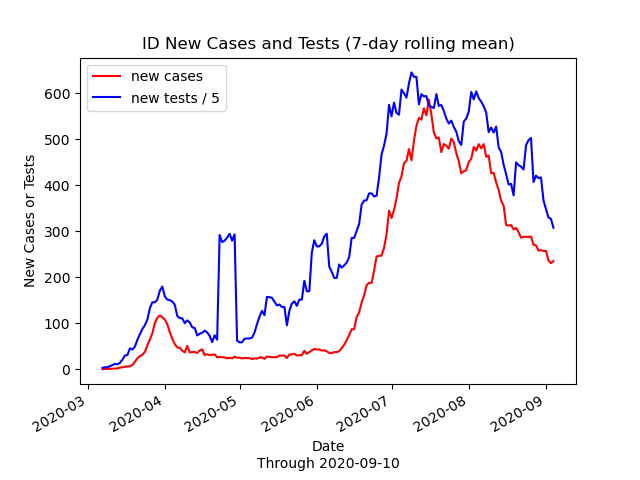 ID New Cases and Tests (7-day rolling mean)
new cases
new tests / 5
New Cases or Tests
600
500
400
300
200
100
0
2020-03
2020-04
2020-05
2020-06
2020-07
2020-08
2020-09
Date
Through 2020-09-10